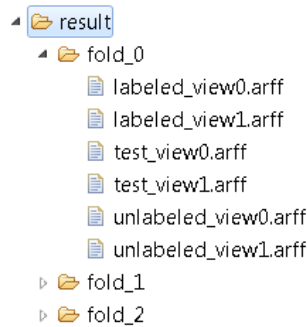 result
fold_0
labeled_view0.arff
labeled_view1.arff
test_view0.arff
test_view1.arff
unlabeled_view0.arff
unlabeled_view1.arff
fold_1
fold_2